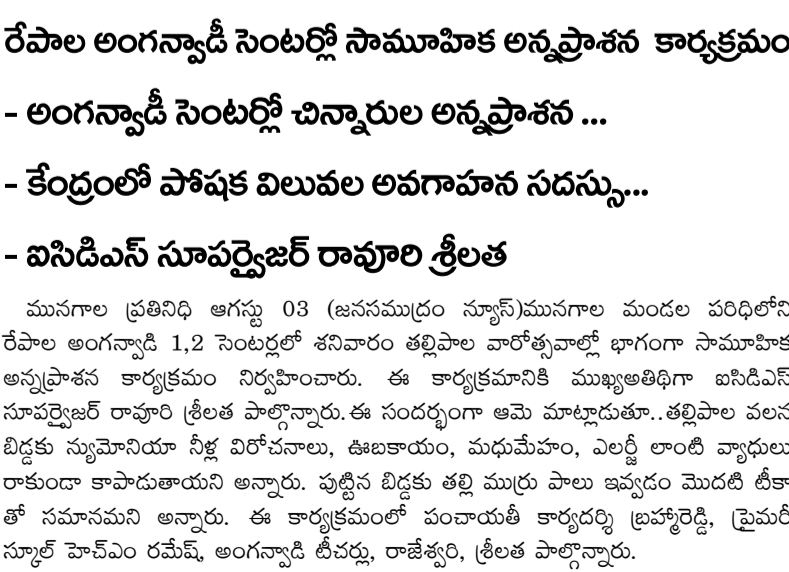 రేపాల అంగన్వాడీ సెంటర్లో సామూహిక అన్నప్రాశన కార్యక్రమం
- అంగన్వాడీ సెంటర్లో చిన్నారుల అన్నప్రాశన ...
- కేంద్రంలో పోషక విలువల అవగాహన సదస్సు...
- ఐసిడిఎస్ సూపర్వైజర్ రావూరి శ్రీలత
మునగాల ప్రతినిధి ఆగస్టు 03 (జనసముద్రం న్యూస్)మునగాల మండల పరిధిలోని
రేపాల అంగన్వాడి 1,2 సెంటర్లలో శనివారం తల్లిపాల వారోత్సవాల్లో భాగంగా సామూహిక
అన్నప్రాశన కార్యక్రమం నిర్వహించారు. ఈ కార్యక్రమానికి ముఖ్యఅతిథిగా ఐసిడిఎస్
సూపర్వైజర్ రావూరి శ్రీలత పాల్గొన్నారు.ఈ సందర్భంగా ఆమె మాట్లాడుతూ..తల్లిపాల వలన
బిడ్డకు న్యుమోనియా నీళ్ల విరోచనాలు, ఊబకాయం, మధుమేహం, ఎలర్జీ లాంటి వ్యాధులు
రాకుండా కాపాడుతాయని అన్నారు. పుట్టిన బిడ్డకు తల్లి ముర్రు పాలు ఇవ్వడం మొదటి టీకా
తో సమానమని అన్నారు. ఈ కార్యక్రమంలో పంచాయతీ కార్యదర్శి బ్రహ్మారెడ్డి, ప్రైమరీ
స్కూల్ హెచ్ఎం రమేష్, అంగన్వాడి టీచర్లు, రాజేశ్వరి, శ్రీలత పాల్గొన్నారు.